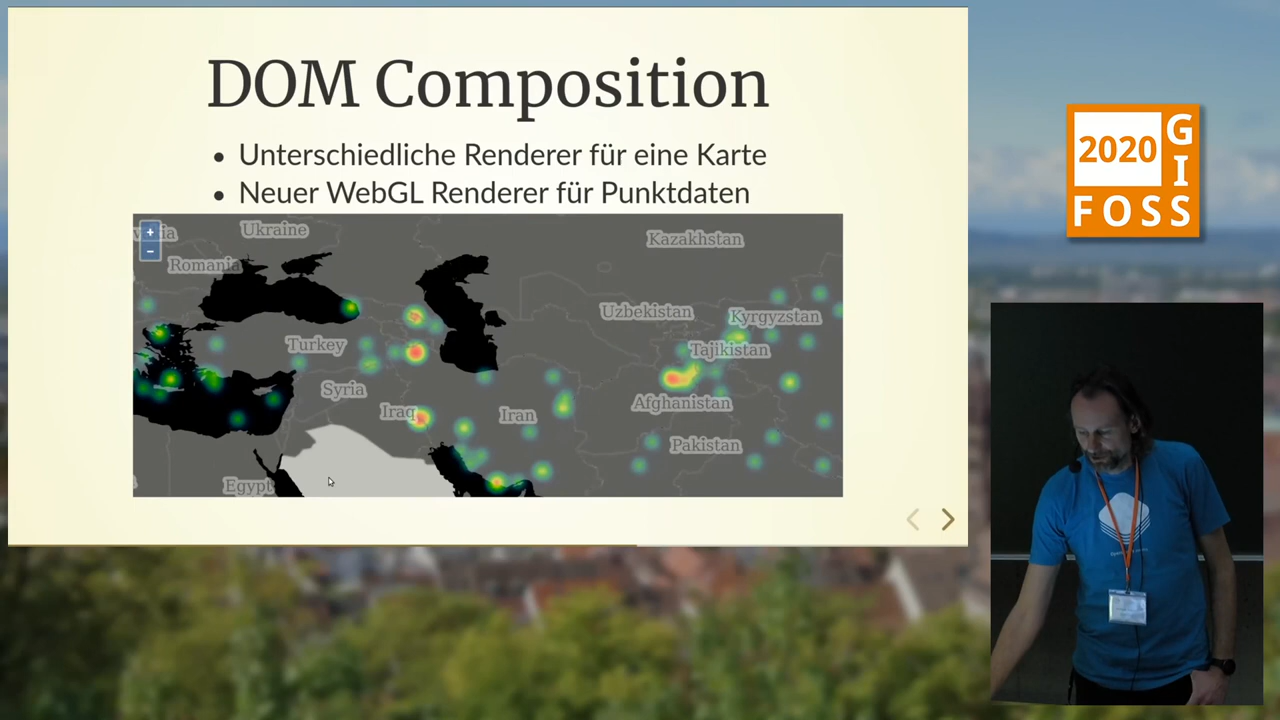 DOM Composition
• Unterschiedliche Renderer für eine Karte
• Neuer WebGL Renderer für Punktdaten
+
−
Ukraine
Kazakhstan
Romania
Uzbekistan
Kyrgyzstan
Turkey
Tajikistan
Syria
Afghanistan
Iraq
Iran
Pakistan
Egypt
2020
GIS
FOSS